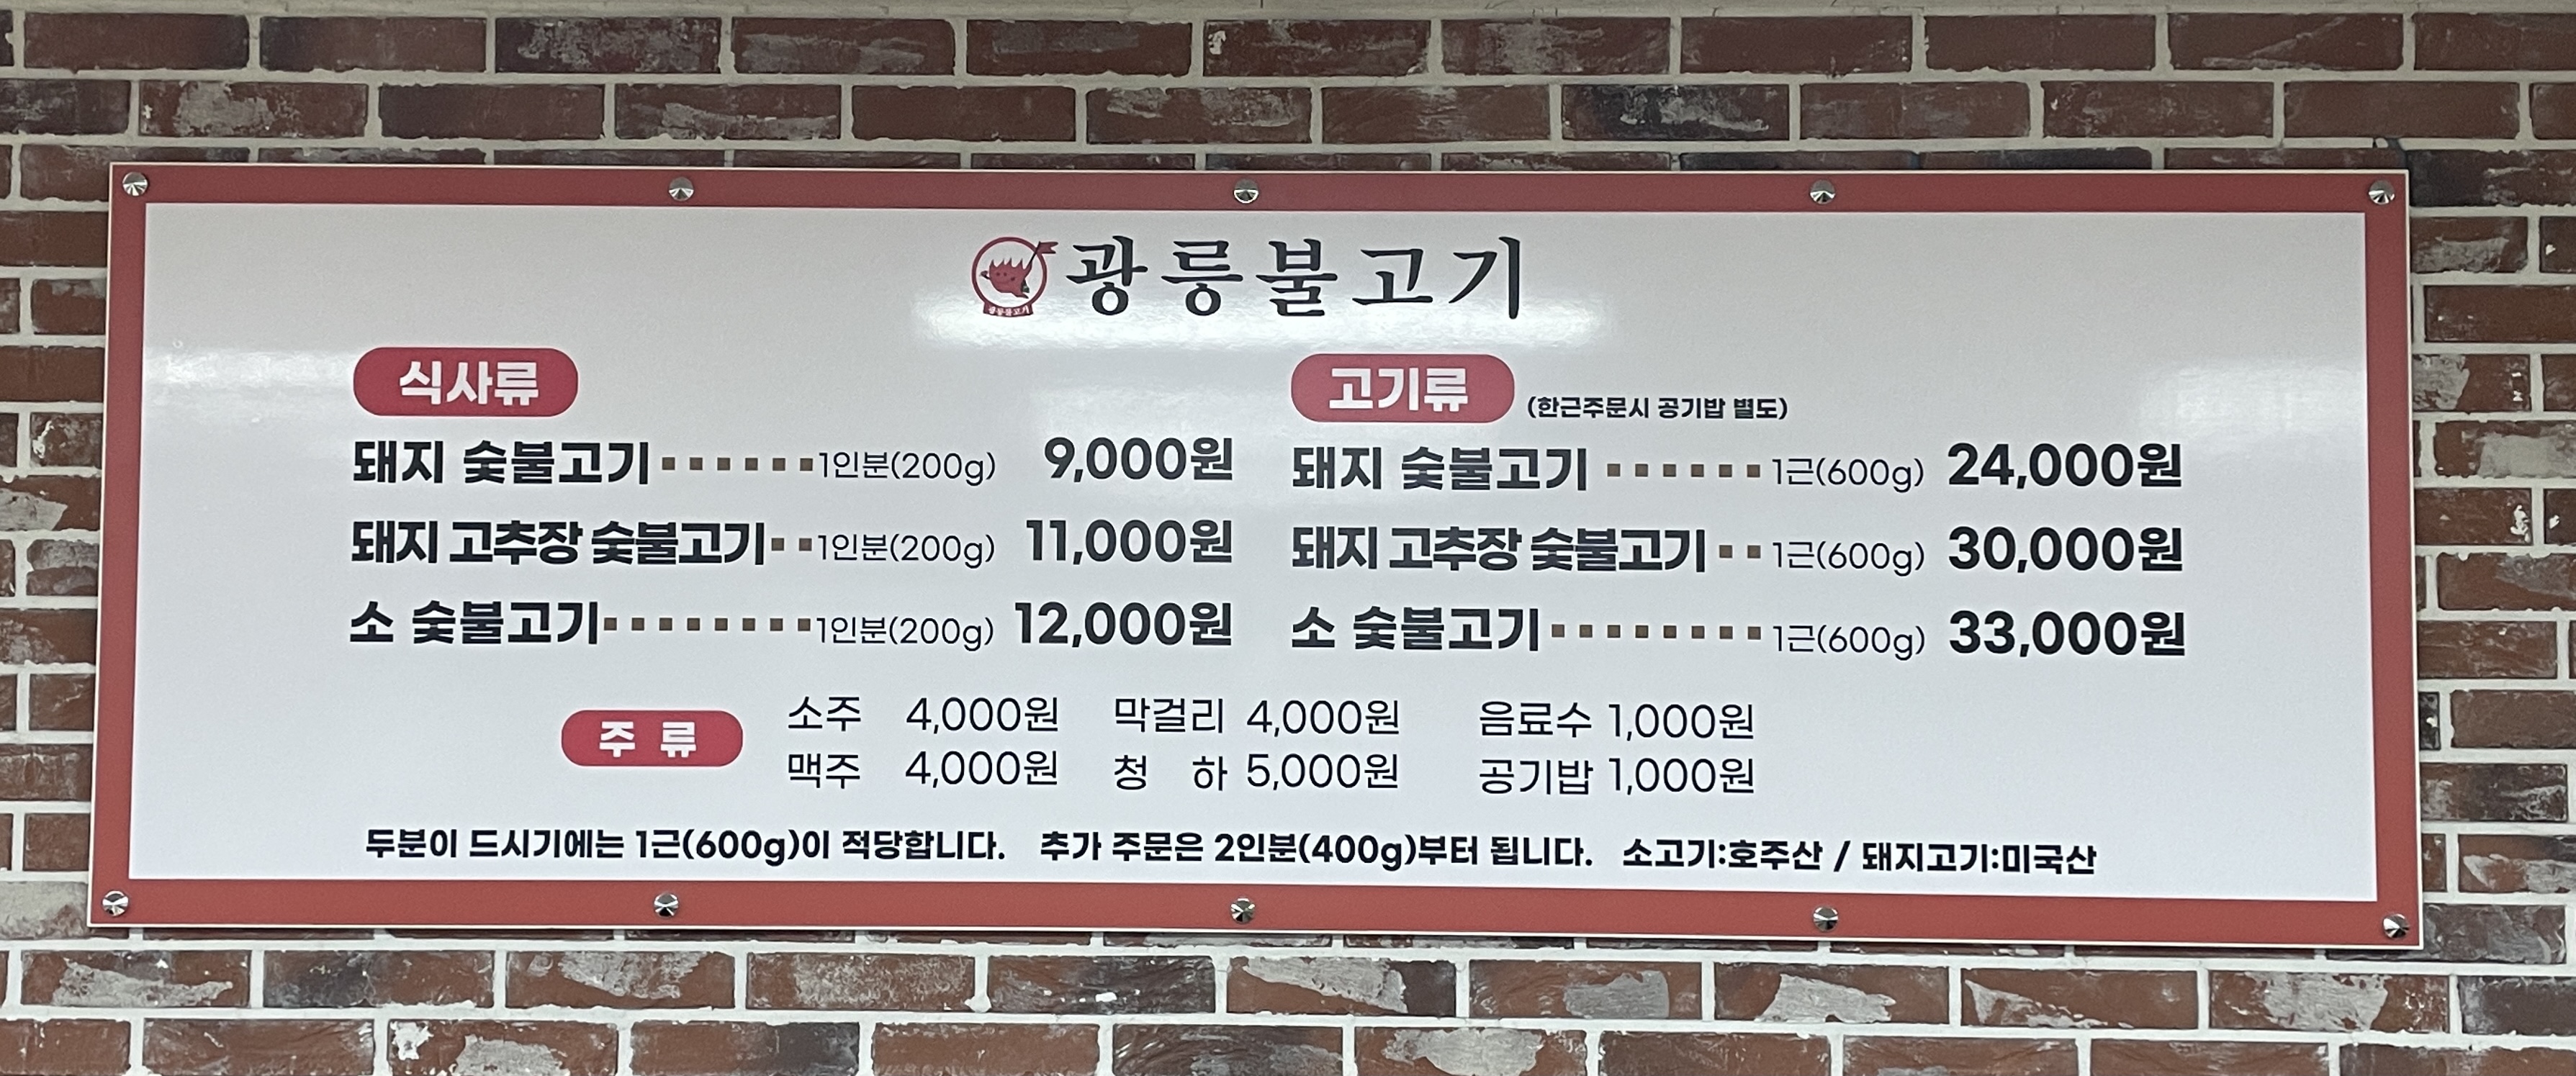 광릉불고기
광릉불고기
식사류
돼지 숯불고기 1인분(200g) 9,000원
돼지 고추장 숯불고기 1인분(200g) 11,000원
소 숯불고기 1인분(200g) 12,000원
고기류 (한근주문시 공기밥 별도)
돼지 숯불고기 1근(600g) 24,000원
돼지 고추장 숯불고기 1근(600g) 30,000원
소 숯불고기 1근(600g) 33,000원
주 류
소주 4,000원 막걸리 4,000원 음료수 1,000원
맥주 4,000원 청 하 5,000원 공기밥 1,000원
두분이 드시기에는 1근(600g)이 적당합니다. 추가 주문은 2인분(400g)부터 됩니다. 소고기:호주산 / 돼지고기:미국산